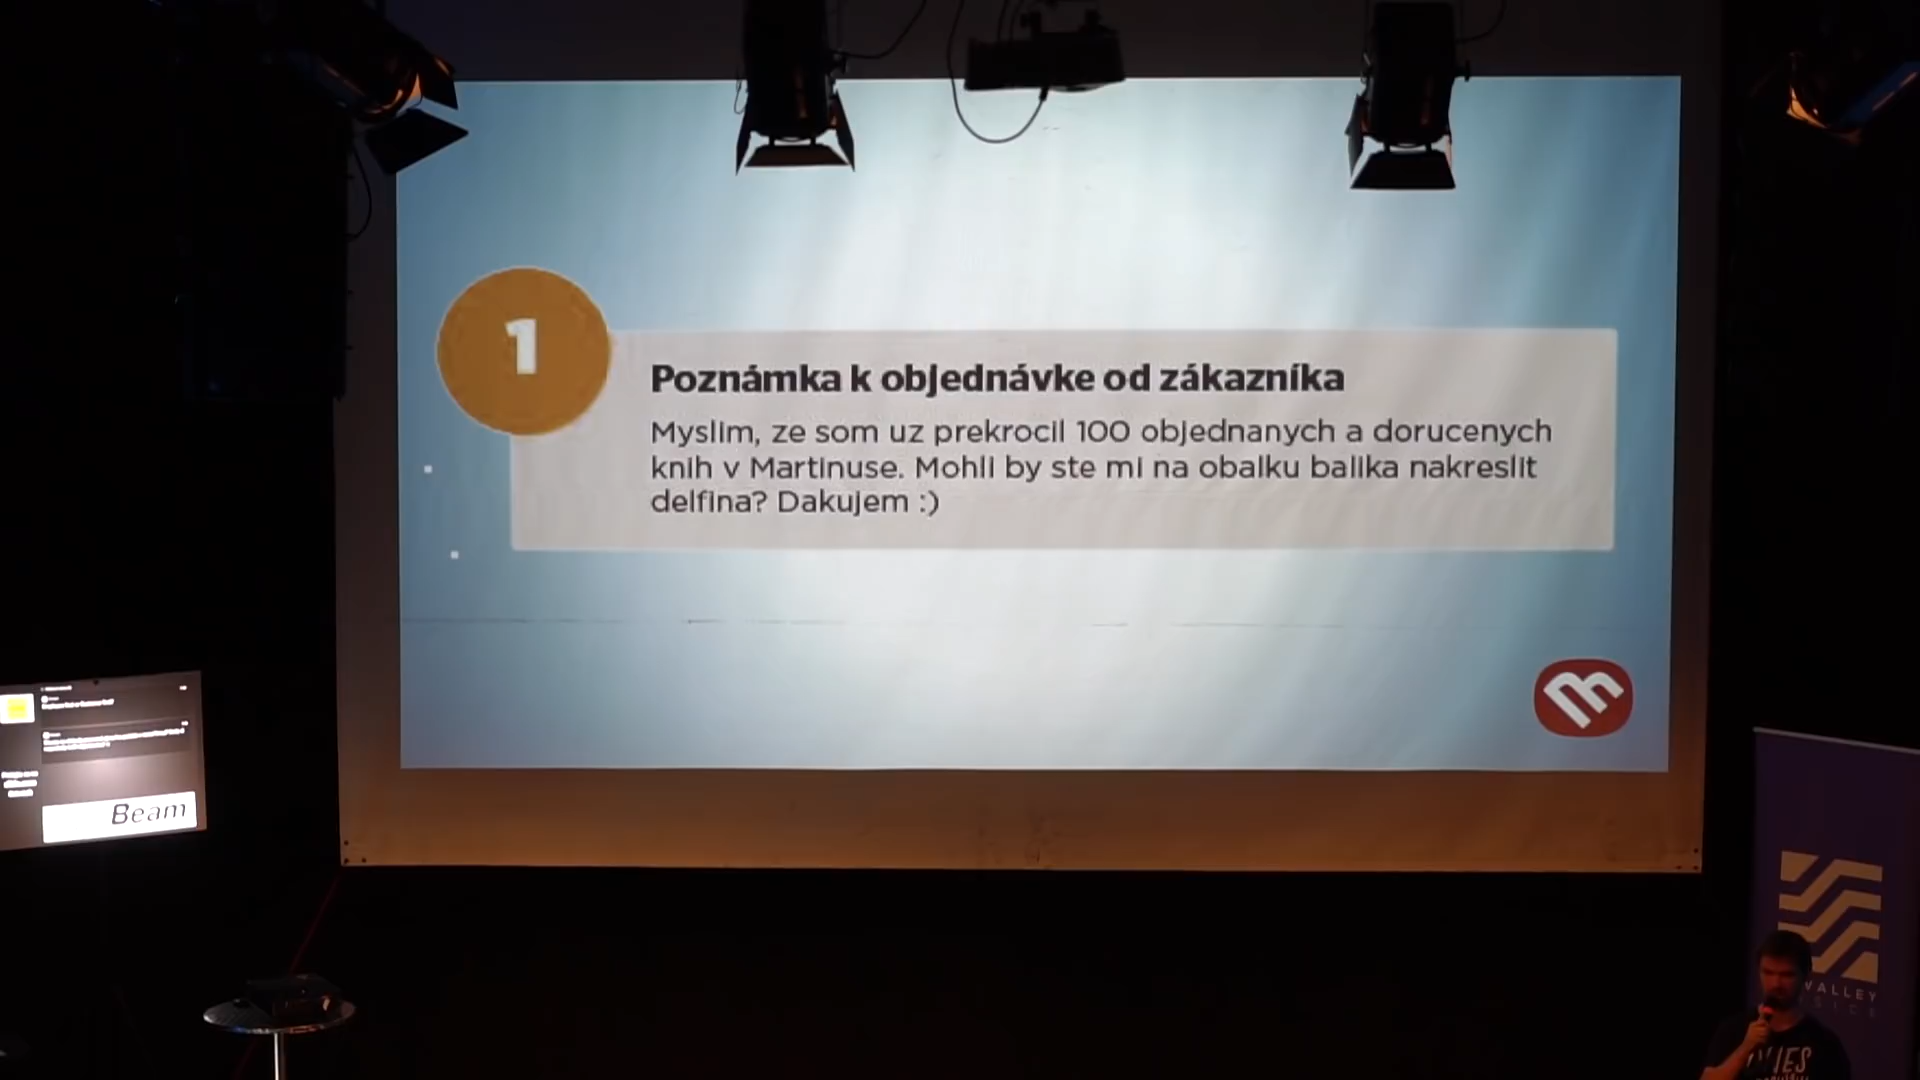 1
Poznámka k objednávke od zákazníka
Myslim, ze som uz prekrocil 100 objednanych a dorucenych
knih v Martinuse. Mohli by ste mi na obalku balika nakreslit
delfina? Dakujem :)
Beam
VALLEY